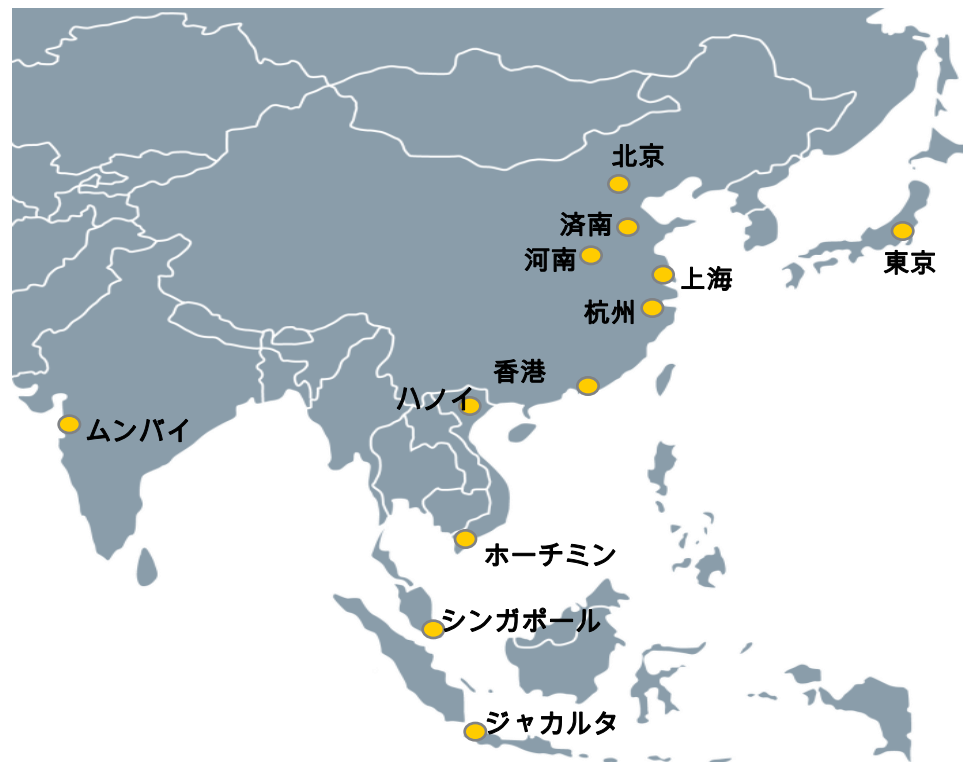 北京
済南
河南
東京
上海
杭州
香港
ハノイ
ムンバイ
ホーチミン
シンガポール
ジャカルタ